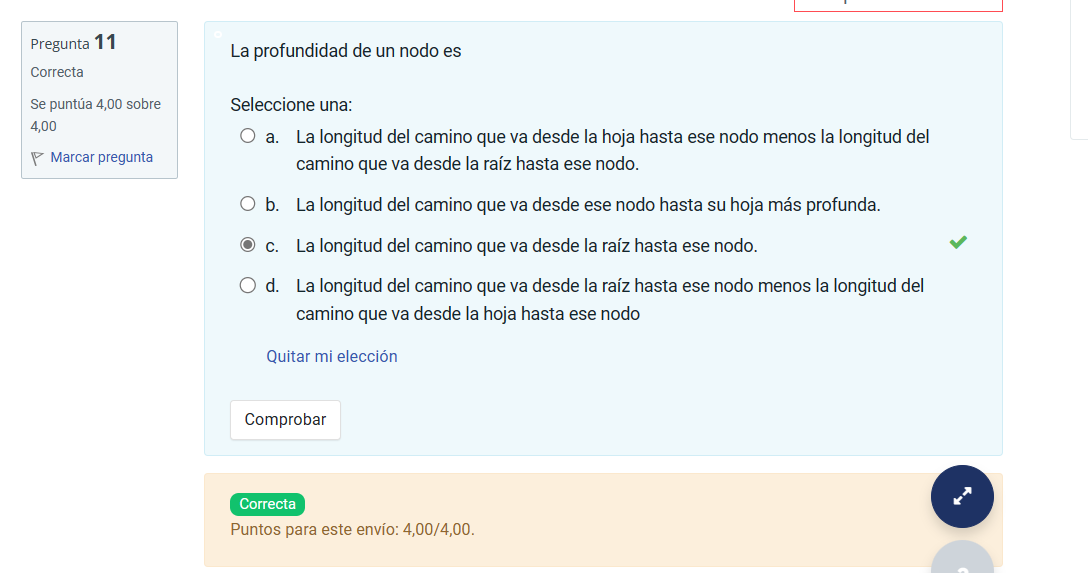 Pregunta 11
Correcta
Se puntúa 4,00 sobre
4,00
Marcar pregunta
La profundidad de un nodo es
Seleccione una:
a. La longitud del camino que va desde la hoja hasta ese nodo menos la longitud del
camino que va desde la raíz hasta ese nodo.
b. La longitud del camino que va desde ese nodo hasta su hoja más profunda.
c. La longitud del camino que va desde la raíz hasta ese nodo.
d. La longitud del camino que va desde la raíz hasta ese nodo menos la longitud del
camino que va desde la hoja hasta ese nodo
Quitar mi elección
Comprobar
Correcta
Puntos para este envío: 4,00/4,00.